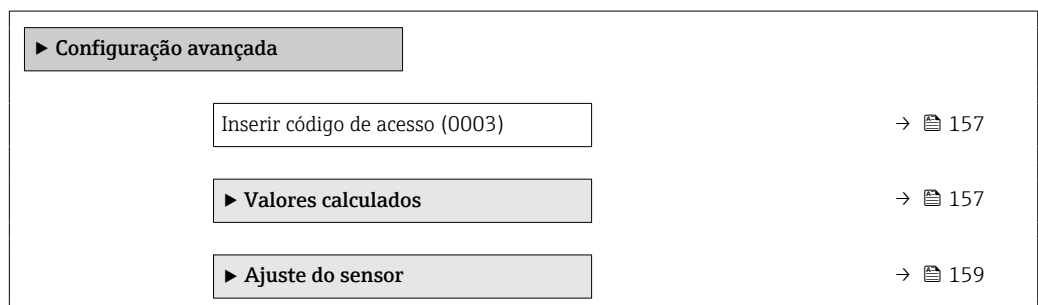 ▶ Configuração avançada
Inserir código de acesso (0003) → 157
▶ Valores calculados → 157
▶ Ajuste do sensor → 159